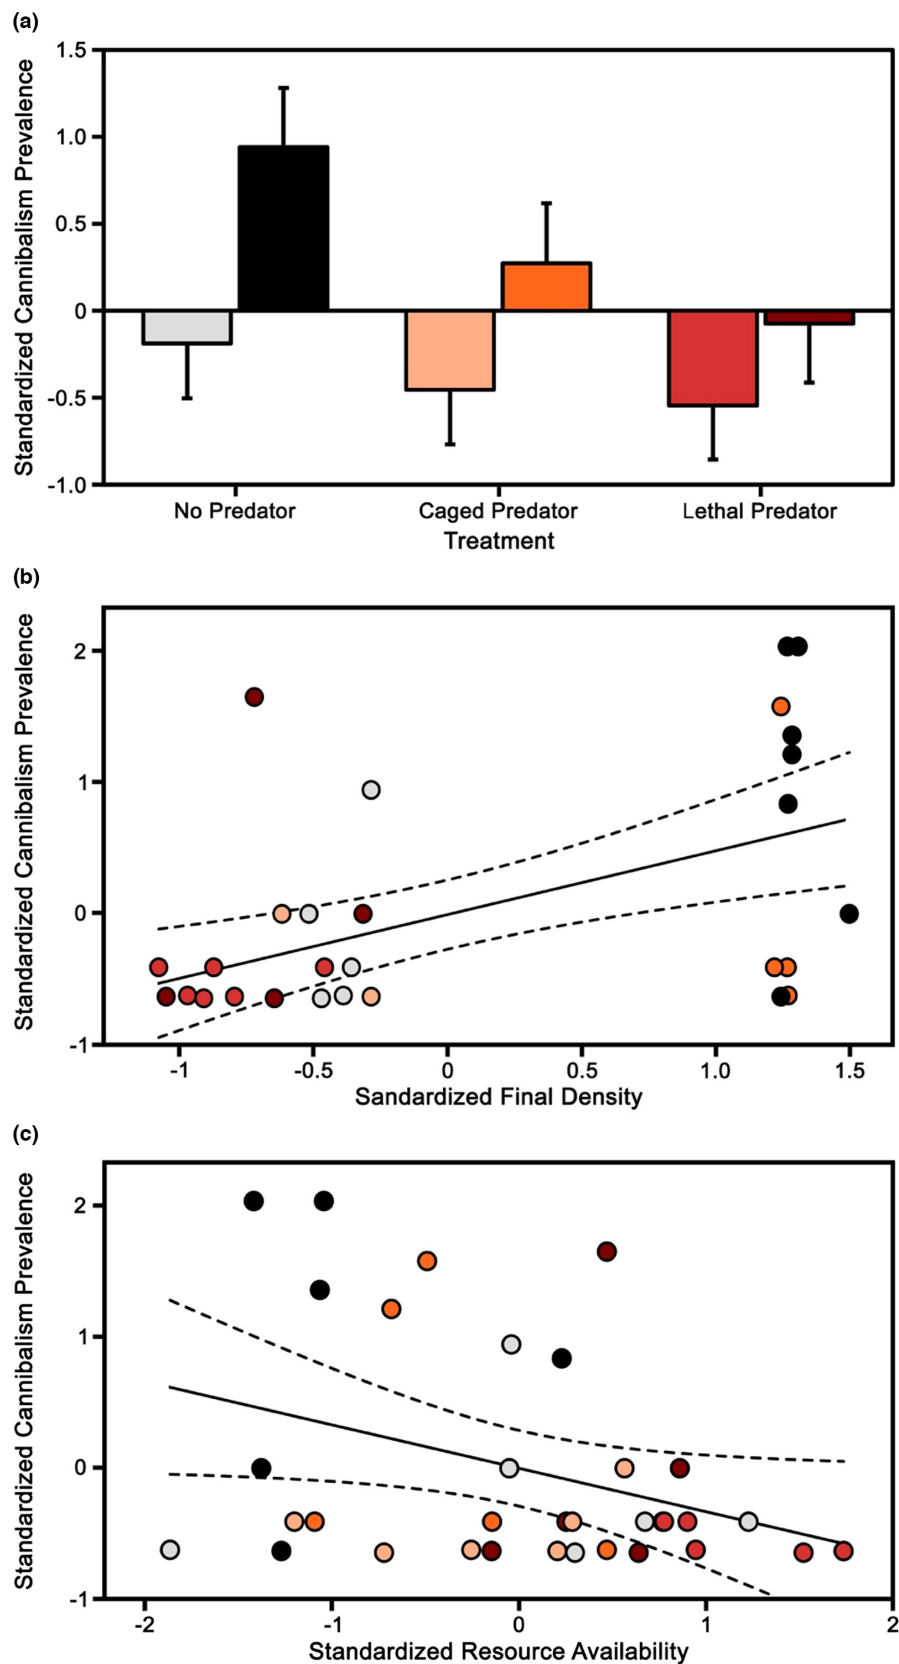 (a)
Standardized Cannibalism Prevalence
1.5
1.0
0.5
0
-0.5
-1.0
No Predator Caged Predator Lethal Predator
Treatment
(b)
Standardized Cannibalism Prevalence
2
1
0
-1
-1 -0.5 0 0.5 1.0 1.5
Sandardized Final Density
(c)
Standardized Cannibalism Prevalence
2
1
0
-1
-2 -1 0 1 2
Standardized Resource Availability